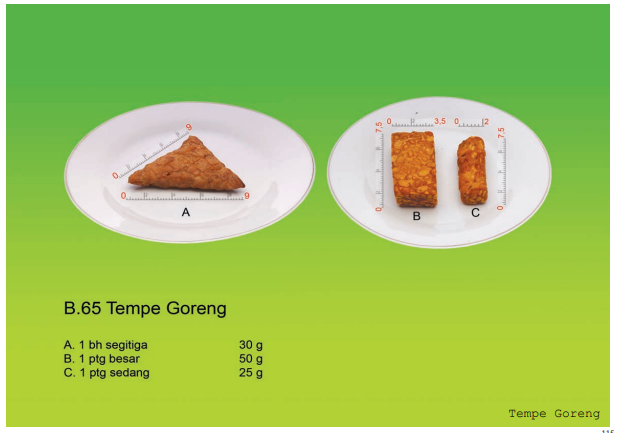 9
0
0 9
A
7,5
0 3,5
0 2
7,5
0
0
B
C
B.65 Tempe Goreng
A. 1 bh segitiga 30 g
B. 1 ptg besar 50 g
C. 1 ptg sedang 25 g
Tempe Goreng